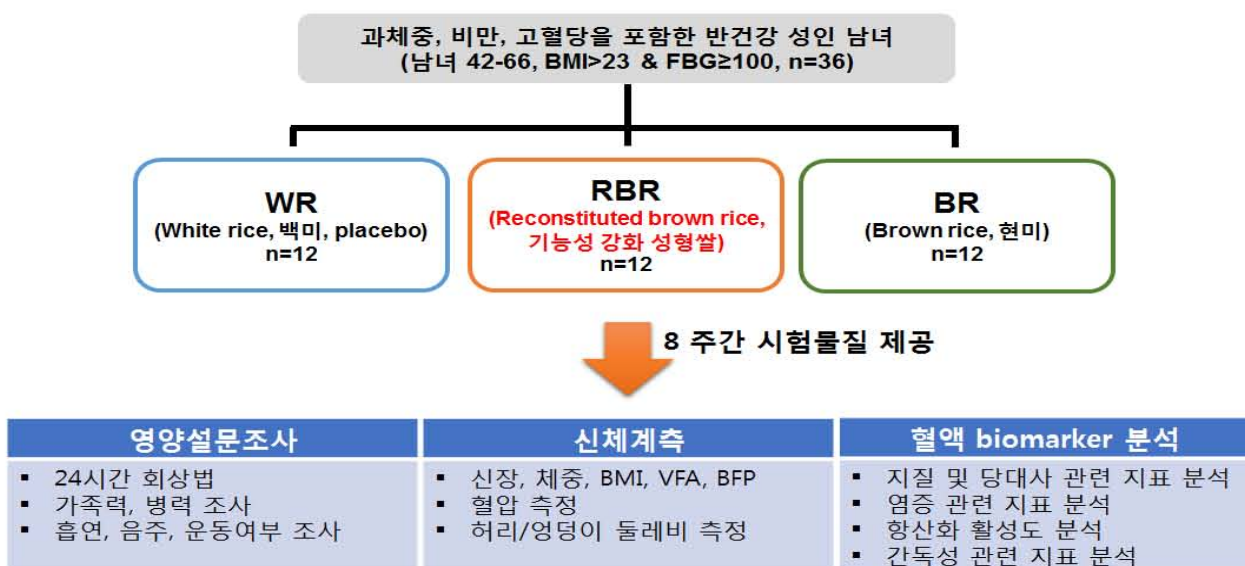 과체중, 비만, 고혈당을 포함한 반건강 성인 남녀
(남녀 42-66, BMI>23 & FBG≥100, n=36)
WR
(White rice, 백미, placebo)
n=12
RBR
(Reconstituted brown rice,
기능성 강화 성형쌀)
n=12
BR
(Brown rice, 현미)
n=12
8 주간 시험물질 제공
영양설문조사
▪ 24시간 회상법
▪ 가족력, 병력 조사
▪ 흡연, 음주, 운동여부 조사
신체계측
▪ 신장, 체중, BMI, VFA, BFP
▪ 혈압 측정
▪ 허리/엉덩이 둘레비 측정
혈액 biomarker 분석
▪ 지질 및 당대사 관련 지표 분석
▪ 염증 관련 지표 분석
▪ 항산화 활성도 분석
▪ 간독성 관련 지표 분석